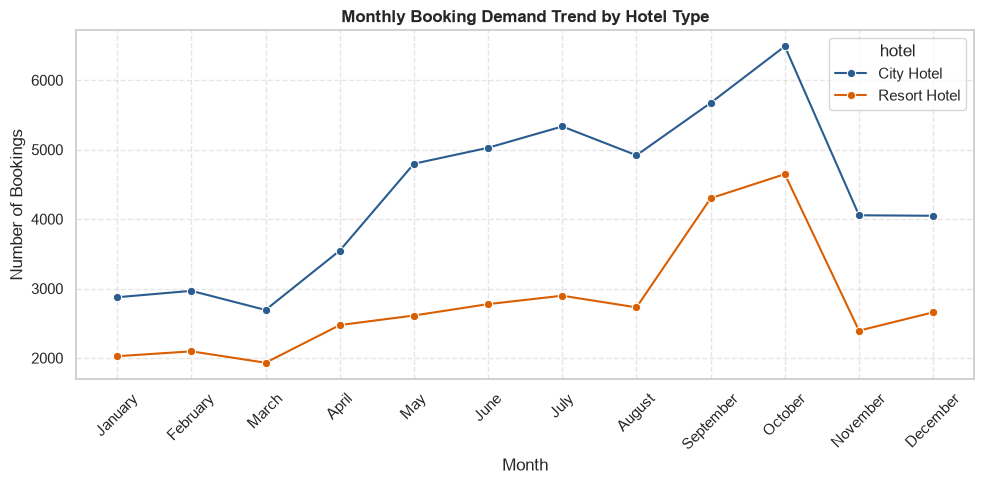 Monthly Booking Demand Trend by Hotel Type
hotel
City Hotel
Resort Hotel
Number of Bookings
6000
5000
4000
3000
2000
January
February
March
April
May
June
July
August
September
October
November
December
Month